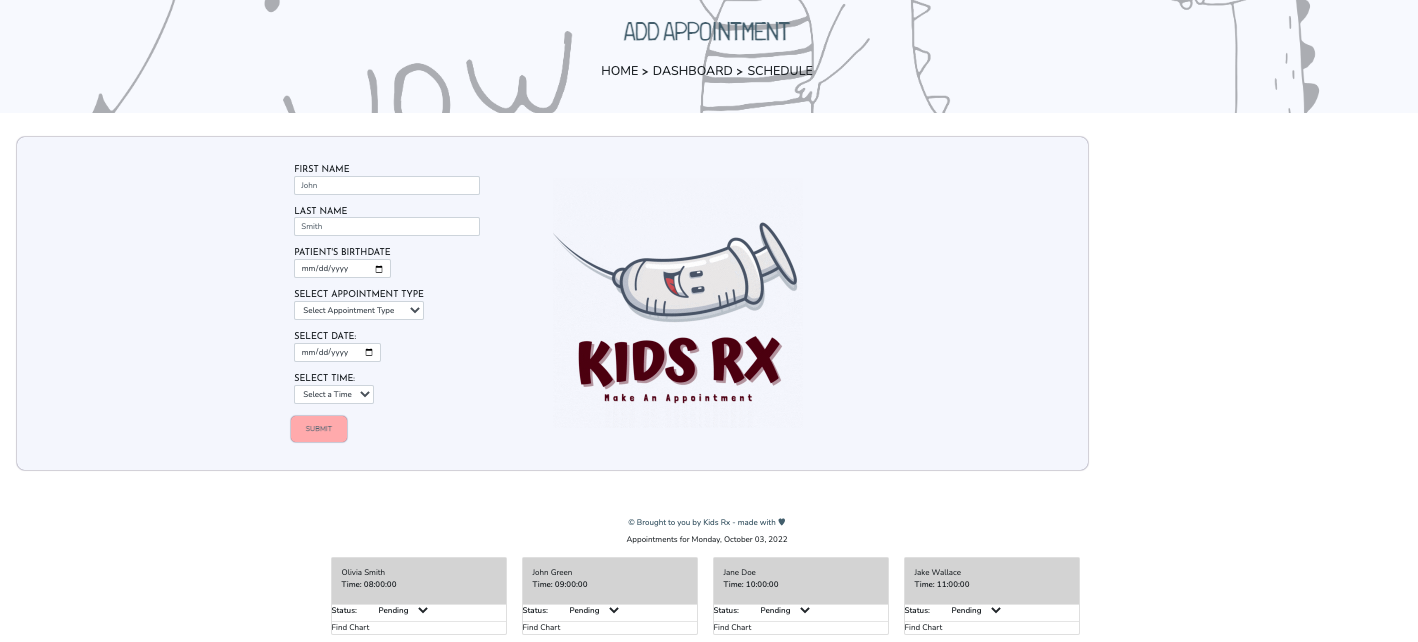 ADD APPOINTMENT
HOME > DASHBOARD > SCHEDULE
FIRST NAME
John
LAST NAME
Smith
PATIENT'S BIRTHDATE
mm/dd/yyyy
SELECT APPOINTMENT TYPE
Select Appointment Type
SELECT DATE:
mm/dd/yyyy
SELECT TIME:
Select a Time
SUBMIT
KIDS RX
Make An Appointment
© Brought to you by Kids Rx - made with ♥
Appointments for Monday, October 03, 2022
Olivia Smith
Time: 08:00:00
Status: Pending
Find Chart
John Green
Time: 09:00:00
Status: Pending
Find Chart
Jane Doe
Time: 10:00:00
Status: Pending
Find Chart
Jake Wallace
Time: 11:00:00
Status: Pending
Find Chart